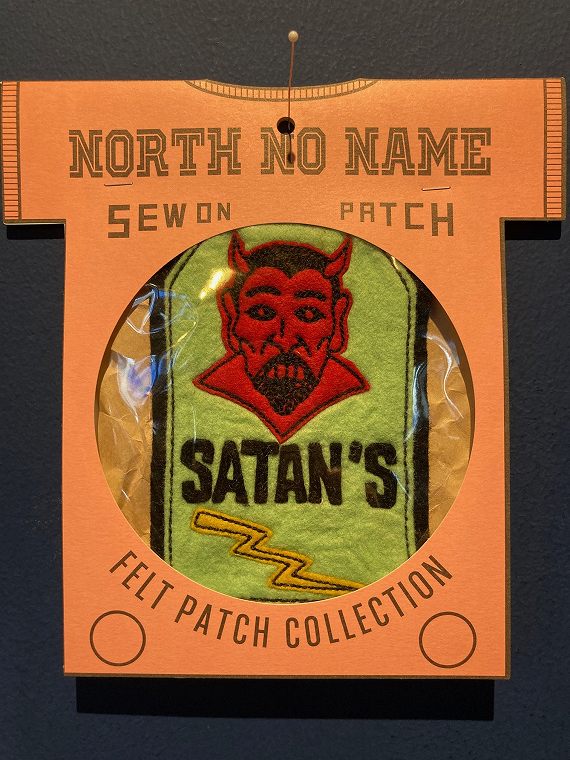 NORTH NO NAME
SEW ON PATCH
SATAN'S
FELT PATCH COLLECTION